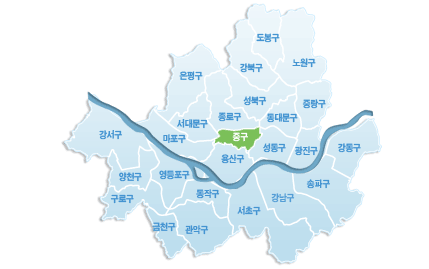 도봉구
노원구
강북구
은평구
성북구
중랑구
종로구
동대문구
서대문구
강서구
마포구
중구
성동구
광진구
강동구
용산구
양천구
영등포구
송파구
동작구
강남구
구로구
서초구
금천구
관악구